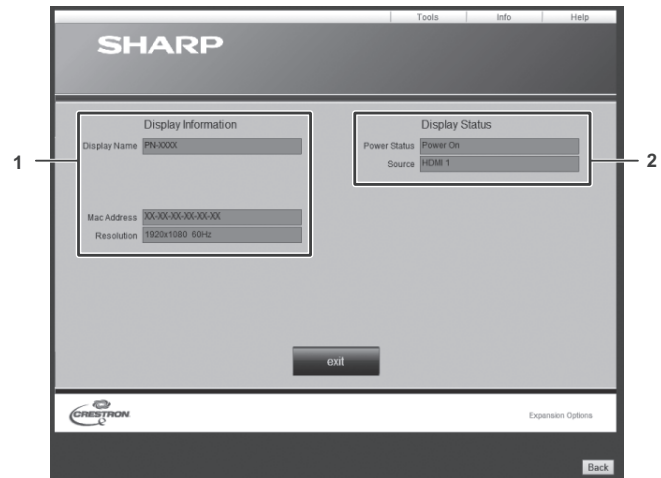 Tools Info Help
SHARP
Display Information
Display Status
1
Display Name PN-XXXX
Power Status Power On
2
Source HDMI 1
Mac Address XX-XX-XX-XX-XX-XX
Resolution 1920x1080 60Hz
exit
CRESTRON
e
Expansion Options
Back